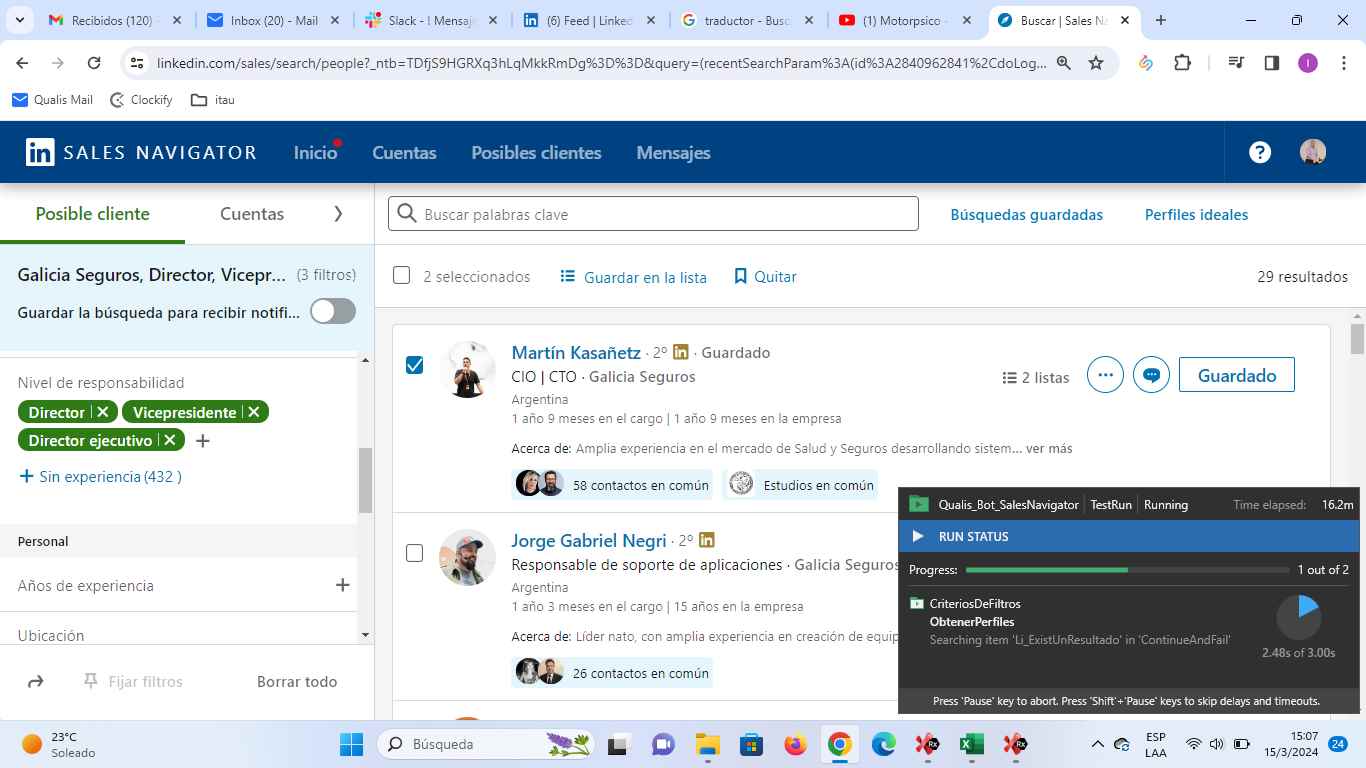 Recibidos (120) -
Inbox (20) - Mail
Slack - ! Mensaje
(6) Feed | Linked
traductor - Busc
(1) Motorpsico -
Buscar | Sales Na
linkedin.com/sales/search/people?_ntb=TDfjS9HGRXq3hLqMkkRmDg%3D%3D&query=(recentSearchParam%3A(id%3A2840962841%2CdoLog...
Qualis Mail
Clockify
itau
in SALES NAVIGATOR
Inicio
Cuentas
Posibles clientes
Mensajes
Posible cliente
Cuentas
Buscar palabras clave
Búsquedas guardadas
Perfiles ideales
Galicia Seguros, Director, Vicepr... (3 filtros)
Guardar la búsqueda para recibir notifi...
2 seleccionados
Guardar en la lista
Quitar
29 resultados
Nivel de responsabilidad
Director
Vicepresidente
Director ejecutivo
+ Sin experiencia (432 )
Personal
Años de experiencia
Ubicación
Fijar filtros
Borrar todo
Martín Kasañetz · 2º in · Guardado
CIO | CTO · Galicia Seguros
Argentina
1 año 9 meses en el cargo | 1 año 9 meses en la empresa
Acerca de: Amplia experiencia en el mercado de Salud y Seguros desarrollando sistem... ver más
58 contactos en común
Estudios en común
2 listas
Guardado
Jorge Gabriel Negri · 2º in
Responsable de soporte de aplicaciones · Galicia Seguros
Argentina
1 año 3 meses en el cargo | 15 años en la empresa
Acerca de: Líder nato, con amplia experiencia en creación de equip
26 contactos en común
Qualis_Bot_SalesNavigator
TestRun
Running
Time elapsed: 16.2m
RUN STATUS
Progress:
1 out of 2
CriteriosDeFiltros
ObtenerPerfiles
Searching item 'Li_ExistUnResultado' in 'ContinueAndFail'
2.48s of 3.00s
Press 'Pause' key to abort. Press 'Shift'+'Pause' keys to skip delays and timeouts.
23°C
Soleado
Búsqueda
ESP
LAA
15:07
15/3/2024
24